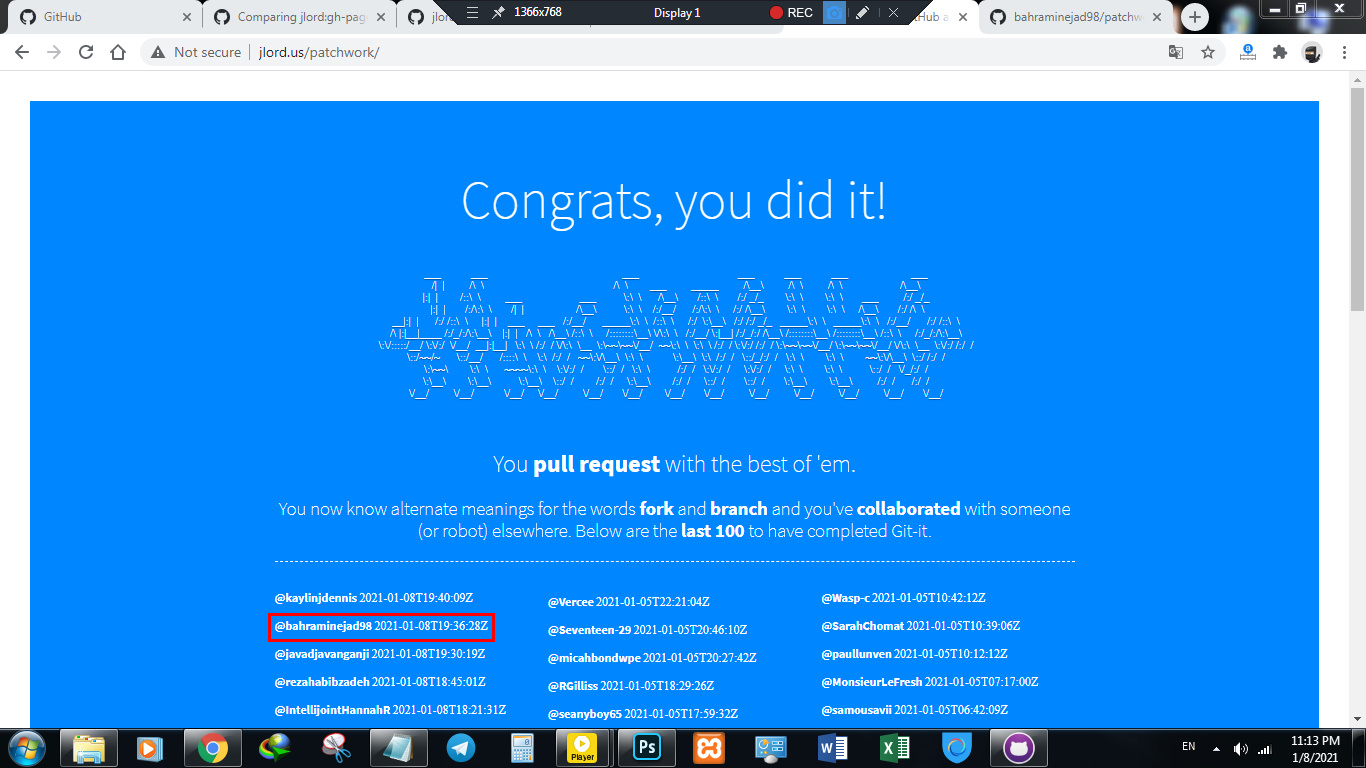 GitHub
Comparing jlord:gh-pag
jlor
1366x768
Display 1
REC
tHub a
bahraminejad98/patchw
Not secure
jlord.us/patchwork/
Congrats, you did it!
You pull request with the best of 'em.
You now know alternate meanings for the words fork and branch and you've collaborated with someone
(or robot) elsewhere. Below are the last 100 to have completed Git-it.
@kaylinjdennis 2021-01-08T19:40:09Z
@bahraminejad98 2021-01-08T19:36:28Z
@javadjavanganji 2021-01-08T19:30:19Z
@rezahabibzadeh 2021-01-08T18:45:01Z
@IntellijointHannahR 2021-01-08T18:21:31Z
@Vercee 2021-01-05T22:21:04Z
@Seventeen-29 2021-01-05T20:46:10Z
@micahbondwpe 2021-01-05T20:27:42Z
@RGilliss 2021-01-05T18:29:26Z
@seanyboy65 2021-01-05T17:59:32Z
@Wasp-c 2021-01-05T10:42:12Z
@SarahChomat 2021-01-05T10:39:06Z
@paullunven 2021-01-05T10:12:12Z
@MonsieurLeFresh 2021-01-05T07:17:00Z
@samousavii 2021-01-05T06:42:09Z
Player
Ps
EN
11:13 PM
1/8/2021